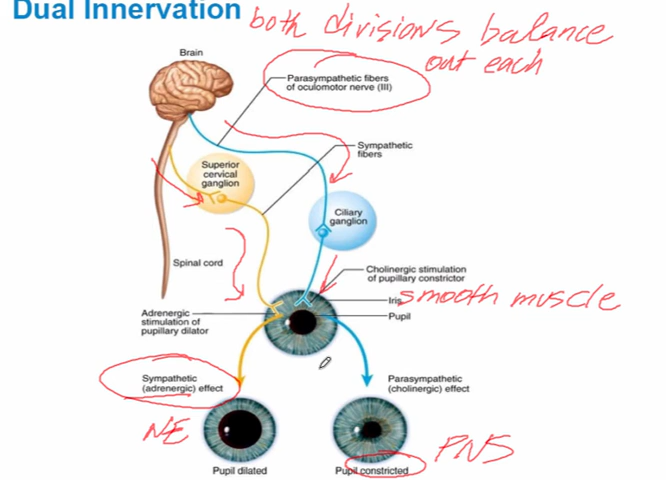 Dual Innervation
both divisions balance
out each
Brain
Parasympathetic fibers
of oculomotor nerve (III)
Sympathetic
fibers
Superior
cervical
ganglion
Ciliary
ganglion
Spinal cord
Cholinergic stimulation
of pupillary constrictor
Iris
smooth muscle
Pupil
Adrenergic
stimulation of
pupillary dilator
Sympathetic
(adrenergic) effect
Parasympathetic
(cholinergic) effect
NE
PNS
Pupil dilated
Pupil constricted